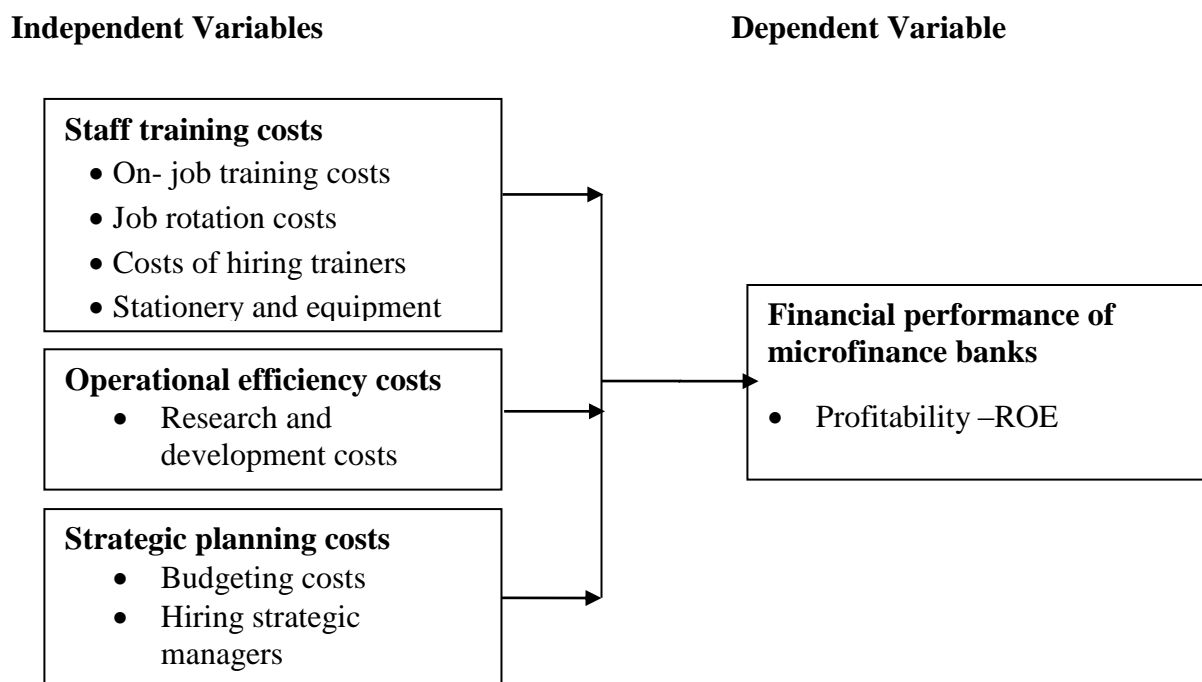 Independent Variables
Dependent Variable
Staff training costs
• On- job training costs
• Job rotation costs
• Costs of hiring trainers
• Stationery and equipment
Operational efficiency costs
• Research and
development costs
Strategic planning costs
• Budgeting costs
• Hiring strategic
managers
Financial performance of
microfinance banks
• Profitability –ROE